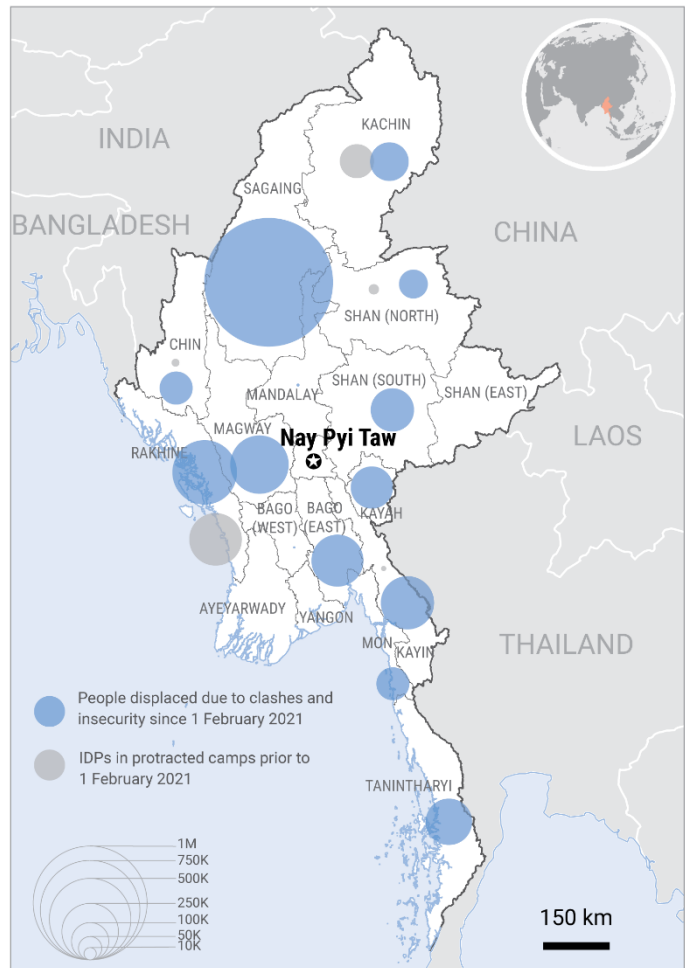 INDIA
KACHIN
SAGAING
BANGLADESH
CHINA
SHAN (NORTH)
CHIN
MANDALAY
SHAN (SOUTH)
SHAN (EAST)
MAGWAY
Nay Pyi Taw
LAOS
RAKHINE
BAGO
(WEST)
BAGO
(EAST)
KAYAH
AYEYARWADY
YANGON
MON
KAYIN
THAILAND
People displaced due to clashes and
insecurity since 1 February 2021
IDPs in protracted camps prior to
1 February 2021
TANINTHARYI
1M
750K
500K
250K
100K
50K
10K
150 km